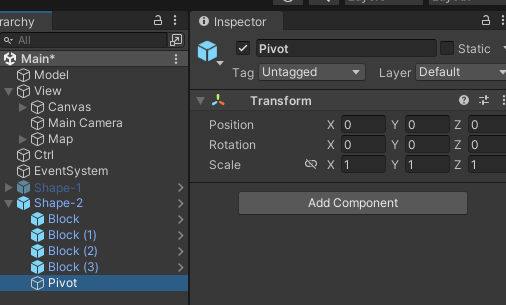 erarchy
All
Main*
Model
View
Canvas
Main Camera
Map
Ctrl
EventSystem
Shape-1
Shape-2
Block
Block (1)
Block (2)
Block (3)
Pivot
Inspector
Pivot
Static
Tag Untagged Layer Default
Transform
Position X 0 Y 0 Z 0
Rotation X 0 Y 0 Z 0
Scale X 1 Y 1 Z 1
Add Component